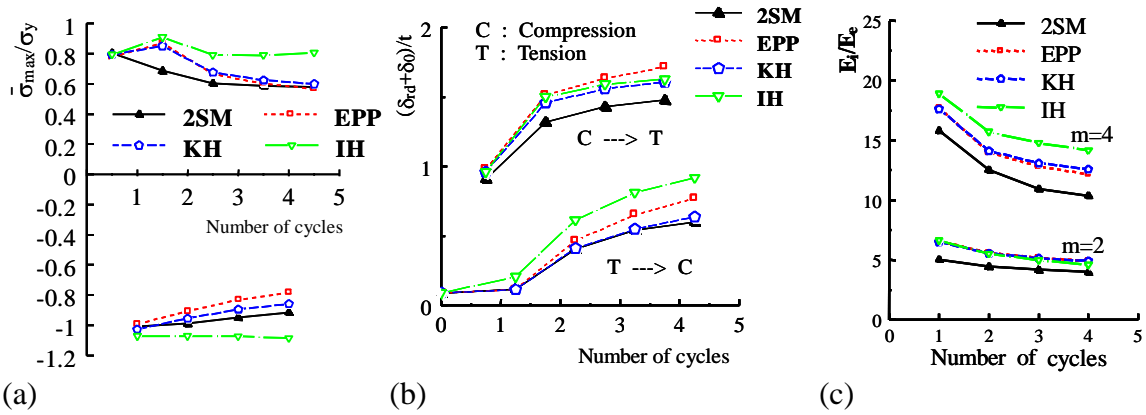 (a)
σ̄max/σy
1
0.8
0.6
0.4
0.2
0
-0.2
-0.4
-0.6
-0.8
-1
-1.2
2SM EPP
KH IH
1 2 3 4 5
Number of cycles
(b)
(δrd+δ0)/t
2
1
0
C : Compression
T : Tension
2SM
EPP
KH
IH
C ---> T
T ---> C
0 1 2 3 4 5
Number of cycles
(c)
Ei/Ee
25
20
15
10
5
0
2SM
EPP
KH
IH
m=4
m=2
0 1 2 3 4 5
Number of cycles